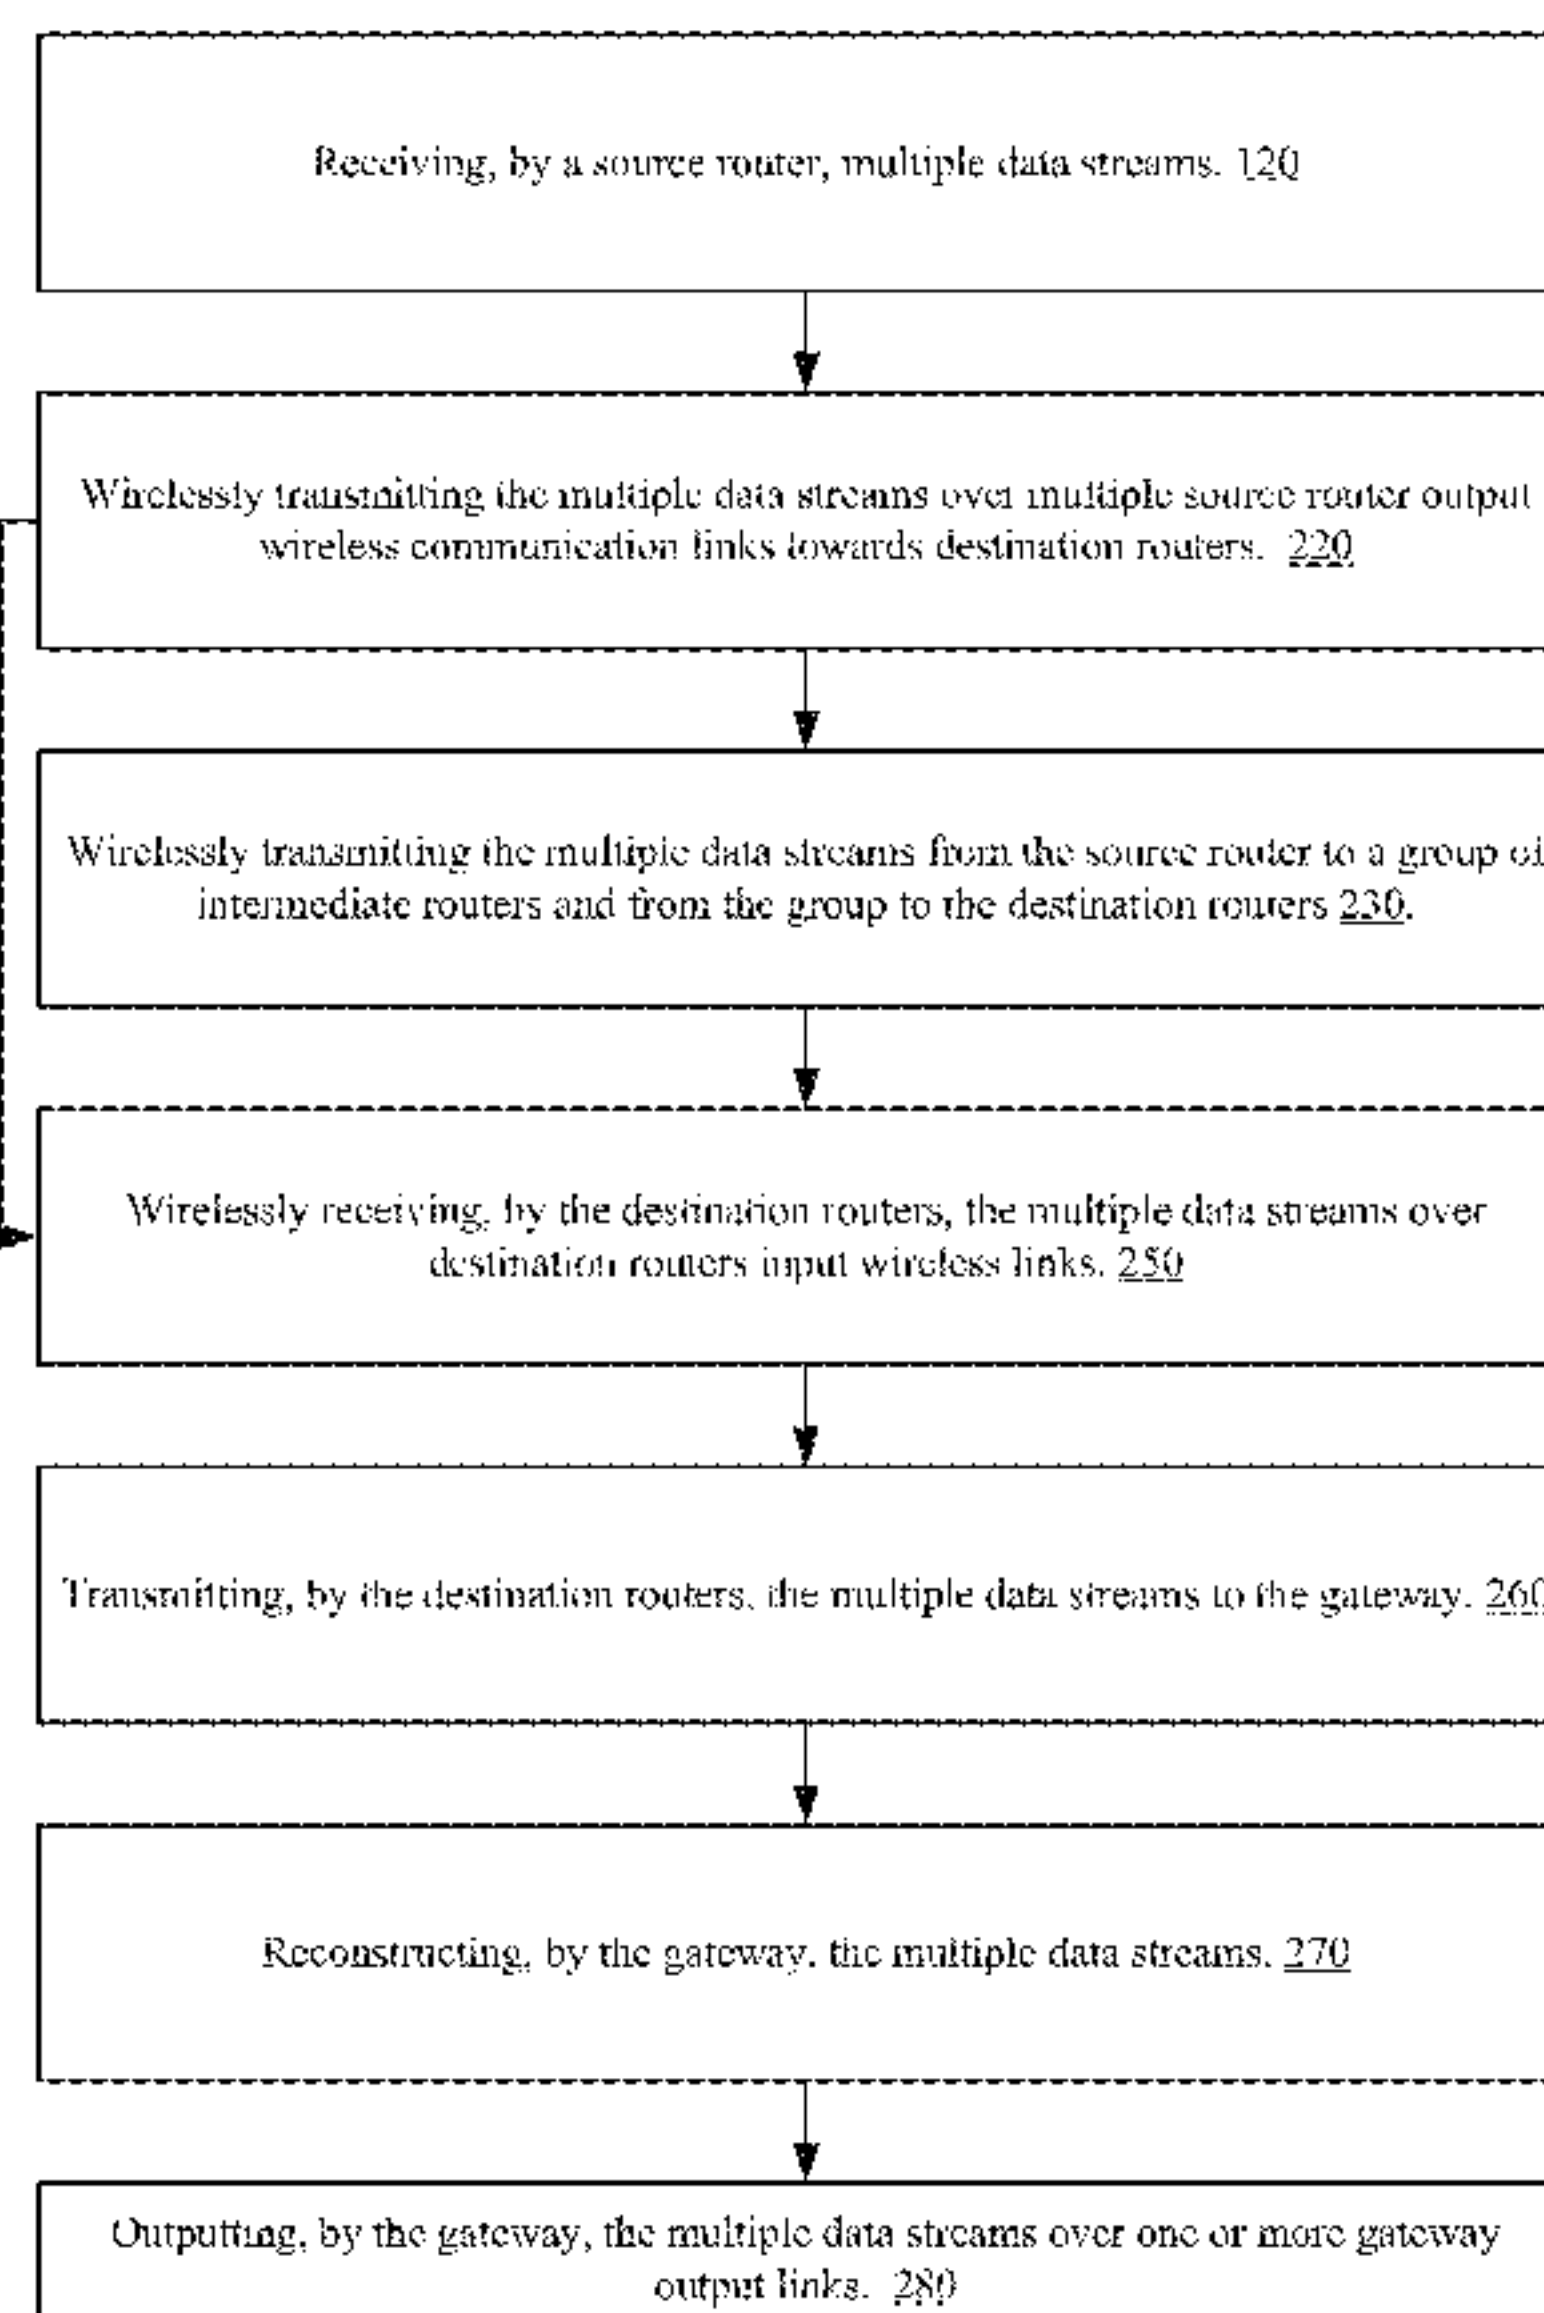 Receiving, by a source router, multiple data streams. 120
Wirelessly transmitting the multiple data streams over multiple source router output
wireless communication links towards destination routers. 220
Wirelessly transmitting the multiple data streams from the source router to a group of
intermediate routers and from the group to the destination routers 230.
Wirelessly receiving, by the destination routers, the multiple data streams over
destination routers input wireless links. 250
Transmitting, by the destination routers, the multiple data streams to the gateway. 260
Reconstructing, by the gateway, the multiple data streams. 270
Outputting, by the gateway, the multiple data streams over one or more gateway
output links. 280